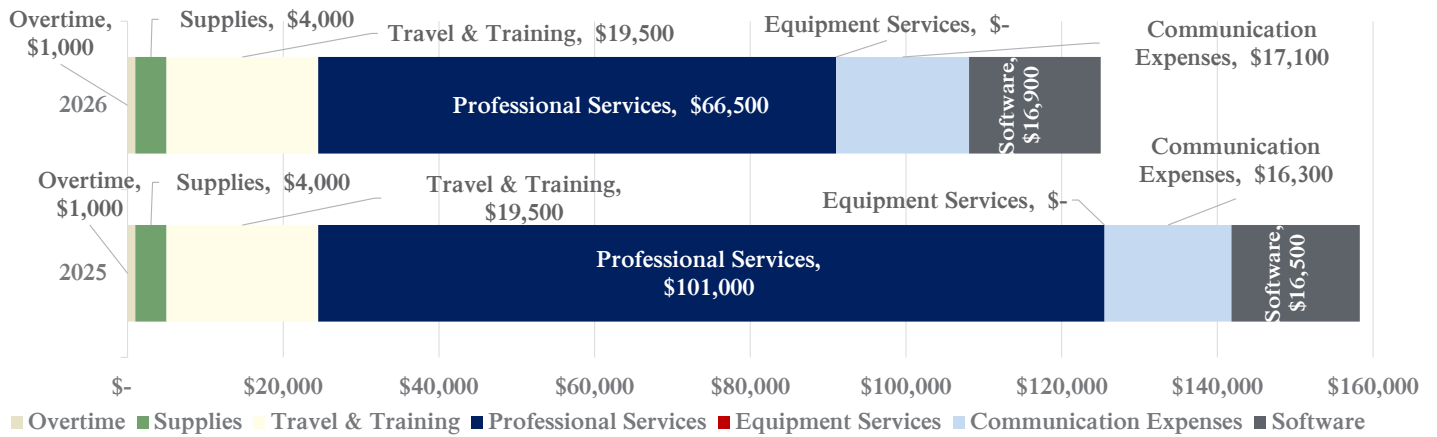 Overtime,
$1,000
Supplies, $4,000
Travel & Training, $19,500
Equipment Services, $-
Communication
Expenses, $17,100
2026
Professional Services, $66,500
Software,
$16,900
Overtime,
$1,000
Supplies, $4,000
Travel & Training,
$19,500
Equipment Services, $-
Communication
Expenses, $16,300
2025
Professional Services,
$101,000
Software,
$16,500
$- $20,000 $40,000 $60,000 $80,000 $100,000 $120,000 $140,000 $160,000
Overtime Supplies Travel & Training Professional Services Equipment Services Communication Expenses Software